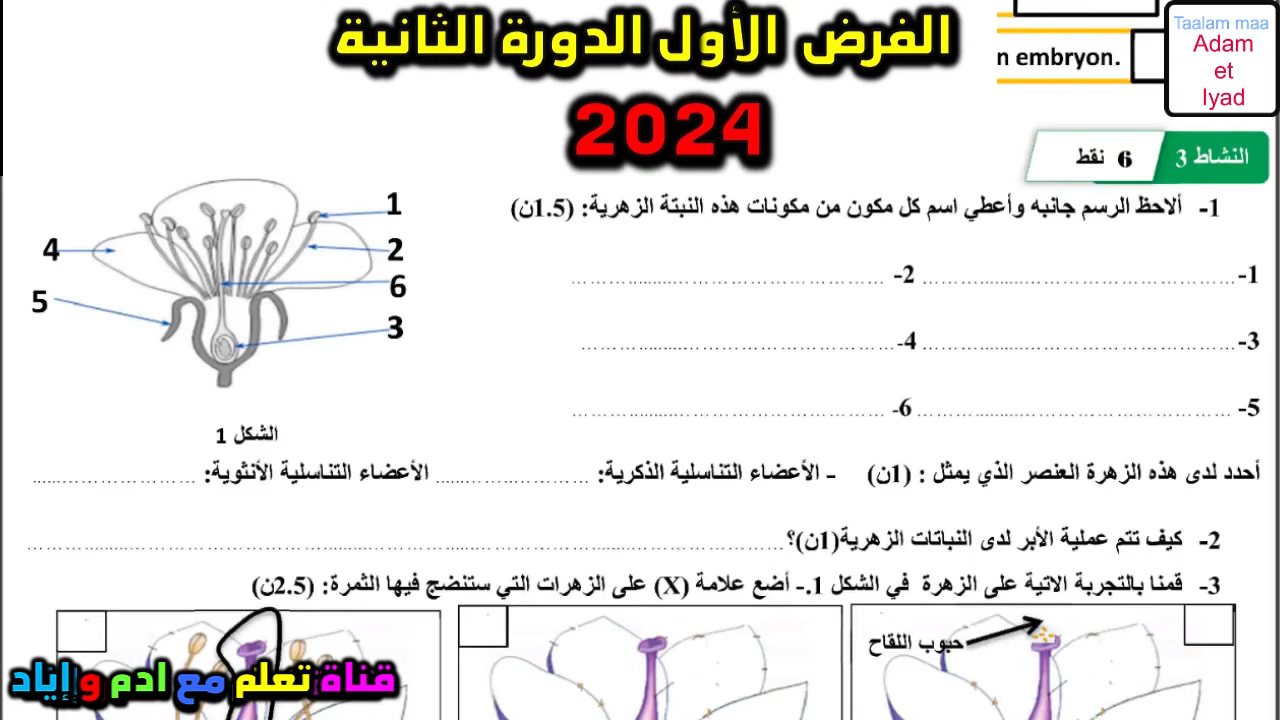 الفرض الأول الدورة الثانية
2024
n embryon.
Taalam maa
Adam
et
Iyad
النشاط 3
6 نقط
1- ألاحظ الرسم جانبه وأعطي اسم كل مكون من مكونات هذه النبتة الزهرية: (1.5ن)
1
4
2
6
5
3
1-........................ 2-........................
3-........................ 4-........................
5-........................ 6-........................
الشكل 1
أحدد لدى هذه الزهرة العنصر الذي يمثل : (1ن) - الأعضاء التناسلية الذكرية: ........................ الأعضاء التناسلية الأنثوية: ........................
2- كيف تتم عملية الأبر لدى النباتات الزهرية(1ن)؟ ........................
3- قمنا بالتجربة الاتية على الزهرة في الشكل 1.- أضع علامة (X) على الزهرات التي ستنضج فيها الثمرة: (2.5ن)
حبوب اللقاح
قناة تعلم مع ادم وإياد